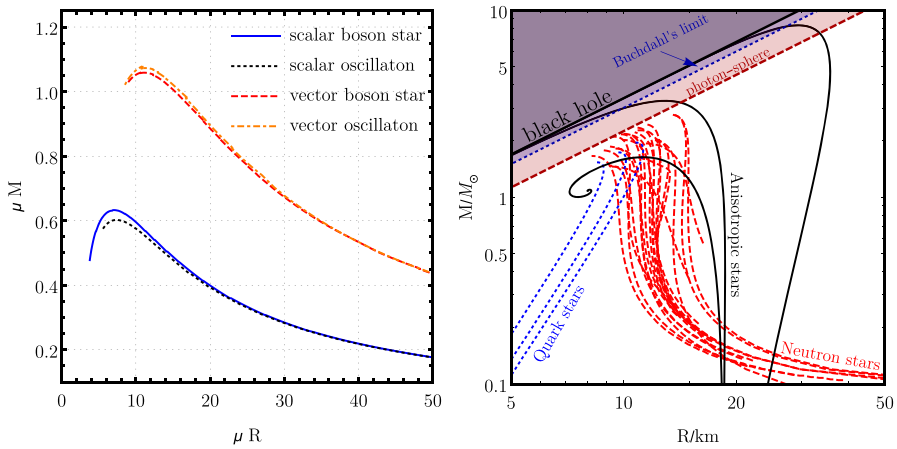 1.2
1.0
0.8
0.6
0.4
0.2
μ M
0 10 20 30 40 50
μ R
scalar boson star
scalar oscillaton
vector boson star
vector oscillaton
10
5
1
0.5
0.1
M/M⊙
5 10 20 50
R/km
black hole
Buchdahl's limit
photon-sphere
Anisotropic stars
Quark stars
Neutron stars